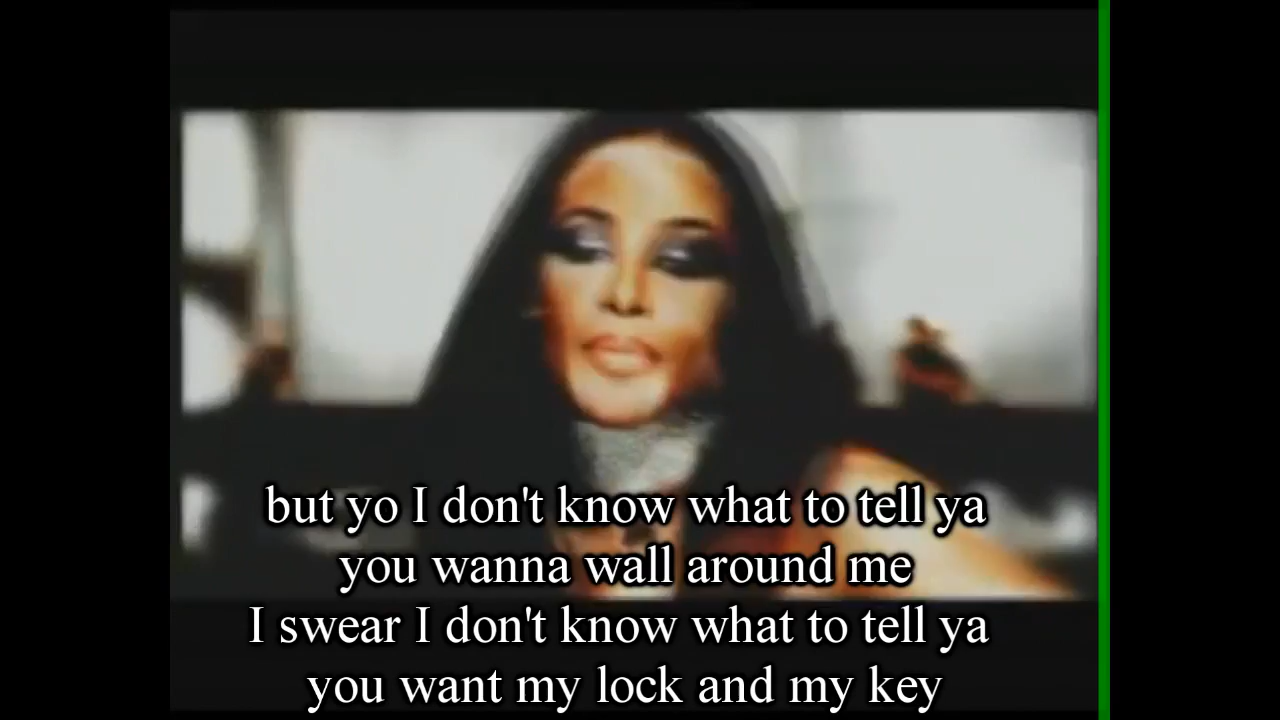 but yo I don't know what to tell ya
you wanna wall around me
I swear I don't know what to tell ya
you want my lock and my key